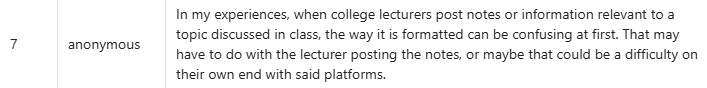 In my experiences, when college lecturers post notes or information relevant to a
topic discussed in class, the way it is formatted can be confusing at first. That may
7 anonymous
have to do with the lecturer posting the notes, or maybe that could be a difficulty on
their own end with said platforms.